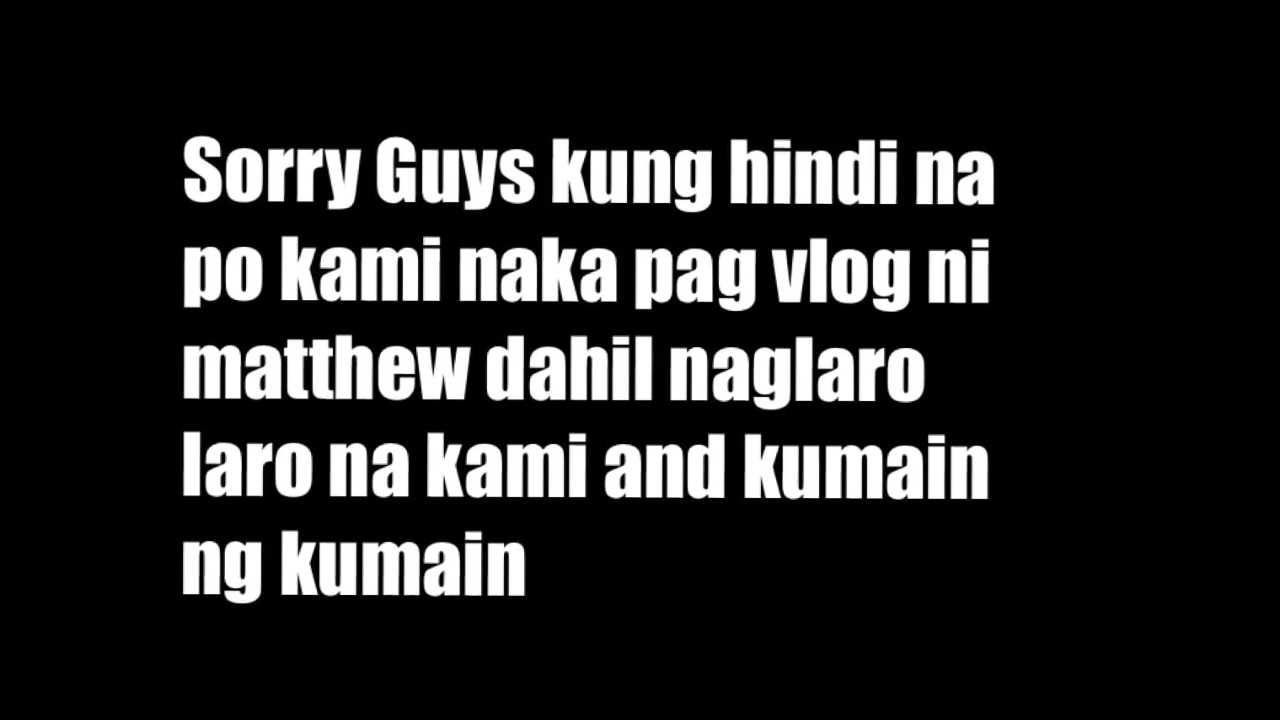 Sorry Guys kung hindi na
po kami naka pag vlog ni
matthew dahil naglaro
laro na kami and kumain
ng kumain